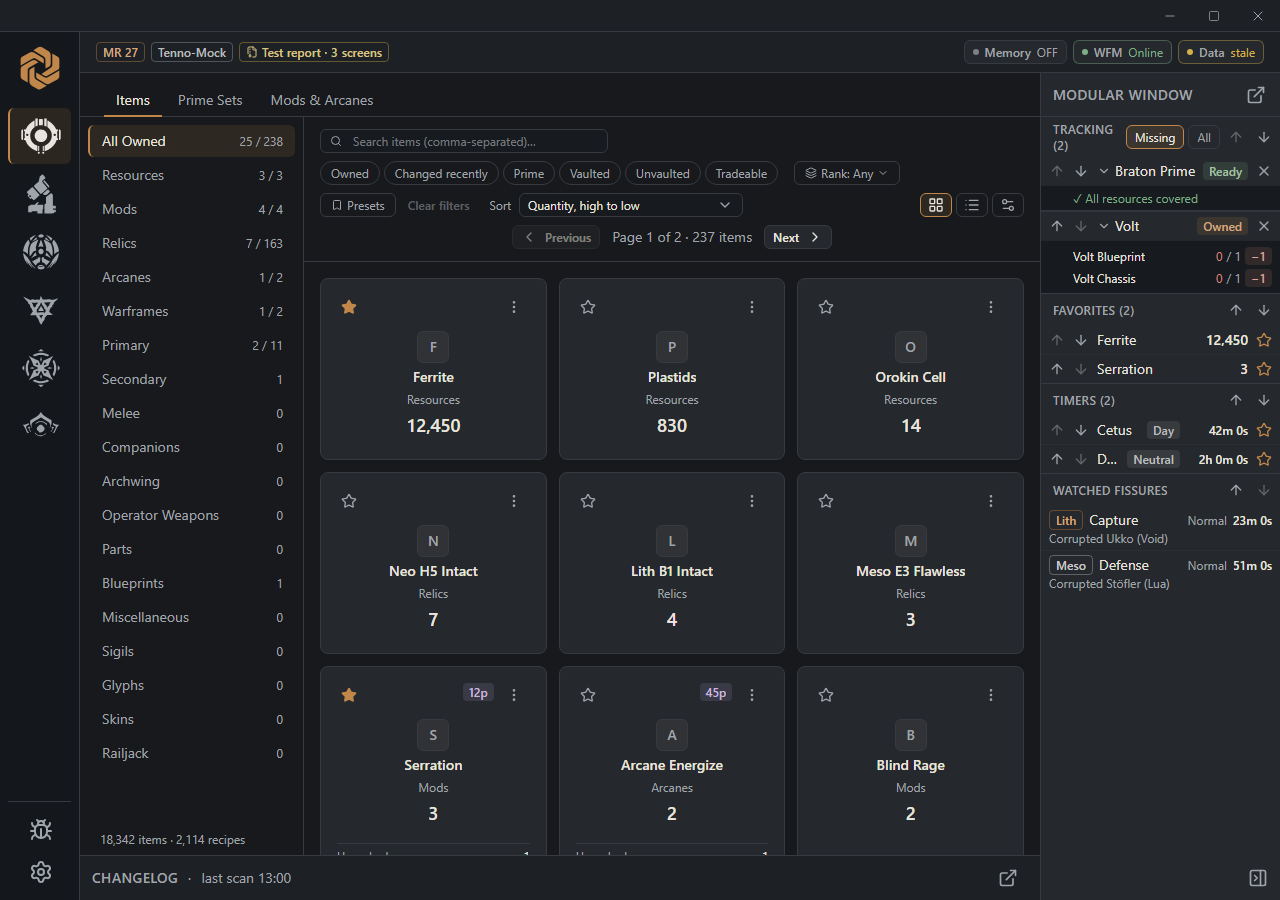 MR 27
Tenno-Mock
Test report · 3 screens
Memory OFF
WFM Online
Data stale
Items
Prime Sets
Mods & Arcanes
All Owned 25 / 238
Resources 3 / 3
Mods 4 / 4
Relics 7 / 163
Arcanes 1 / 2
Warframes 1 / 2
Primary 2 / 11
Secondary 1
Melee 0
Companions 0
Archwing 0
Operator Weapons 0
Parts 0
Blueprints 1
Miscellaneous 0
Sigils 0
Glyphs 0
Skins 0
Railjack 0
18,342 items · 2,114 recipes
Search items (comma-separated)...
Owned
Changed recently
Prime
Vaulted
Unvaulted
Tradeable
Rank: Any
Presets
Clear filters
Sort
Quantity, high to low
Previous
Page 1 of 2 · 237 items
Next
F
Ferrite
Resources
12,450
P
Plastids
Resources
830
O
Orokin Cell
Resources
14
N
Neo H5 Intact
Relics
7
L
Lith B1 Intact
Relics
4
M
Meso E3 Flawless
Relics
3
12p
S
Serration
Mods
3
45p
A
Arcane Energize
Arcanes
2
B
Blind Rage
Mods
2
CHANGELOG · last scan 13:00
MODULAR WINDOW
TRACKING
(2)
Missing
All
Braton Prime Ready
✓ All resources covered
Volt Owned
Volt Blueprint 0 / 1 −1
Volt Chassis 0 / 1 −1
FAVORITES (2)
Ferrite 12,450
Serration 3
TIMERS (2)
Cetus Day 42m 0s
D... Neutral 2h 0m 0s
WATCHED FISSURES
Lith Capture Normal 23m 0s
Corrupted Ukko (Void)
Meso Defense Normal 51m 0s
Corrupted Stöfler (Lua)